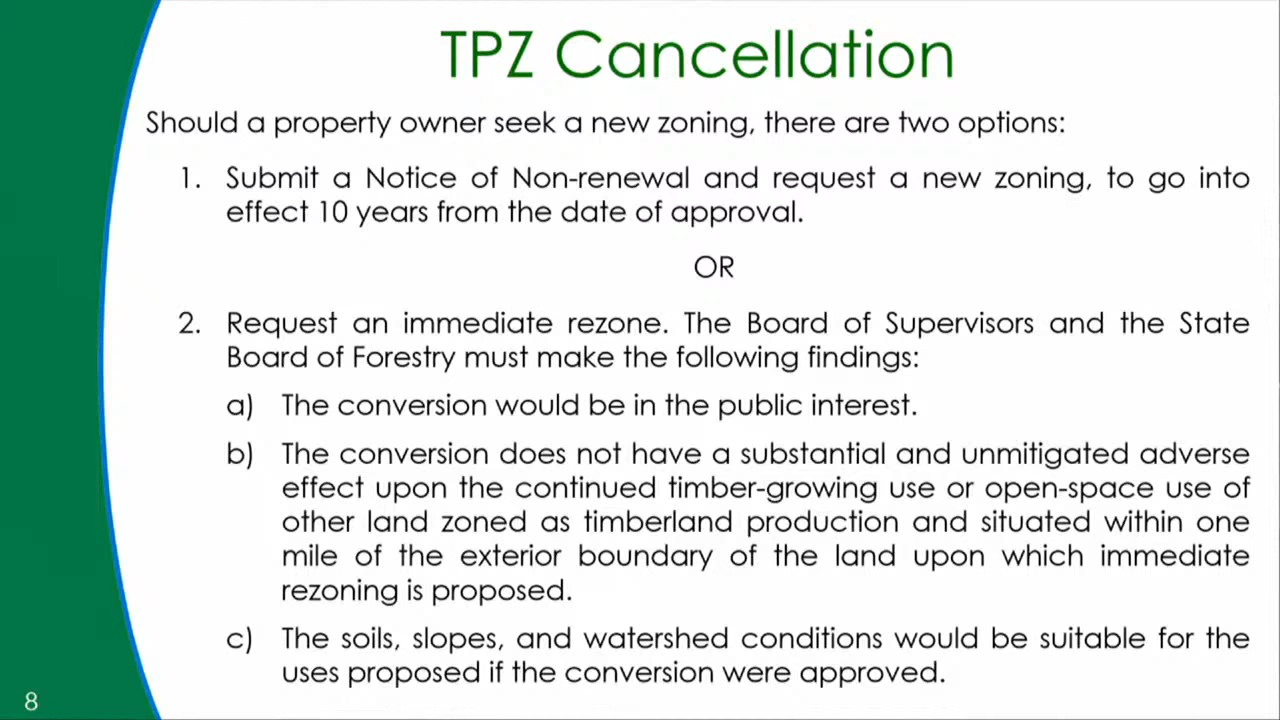 TPZ Cancellation
Should a property owner seek a new zoning, there are two options:
1. Submit a Notice of Non-renewal and request a new zoning, to go into
effect 10 years from the date of approval.
OR
2. Request an immediate rezone. The Board of Supervisors and the State
Board of Forestry must make the following findings:
a) The conversion would be in the public interest.
b) The conversion does not have a substantial and unmitigated adverse
effect upon the continued timber-growing use or open-space use of
other land zoned as timberland production and situated within one
mile of the exterior boundary of the land upon which immediate
rezoning is proposed.
c) The soils, slopes, and watershed conditions would be suitable for the
uses proposed if the conversion were approved.
8